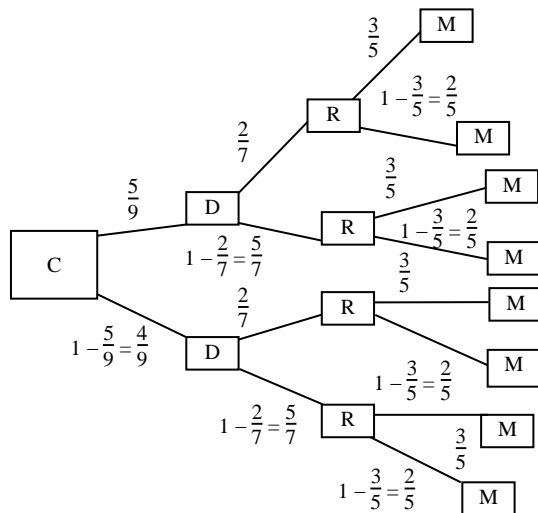 3/5
M
1 − 3/5 = 2/5
R
M
2/7
3/5
M
5/9
D
R
1 − 3/5 = 2/5
1 − 2/7 = 5/7
M
C
3/5
2/7
R
M
1 − 5/9 = 4/9
D
M
1 − 3/5 = 2/5
1 − 2/7 = 5/7
R
M
3/5
1 − 3/5 = 2/5
M